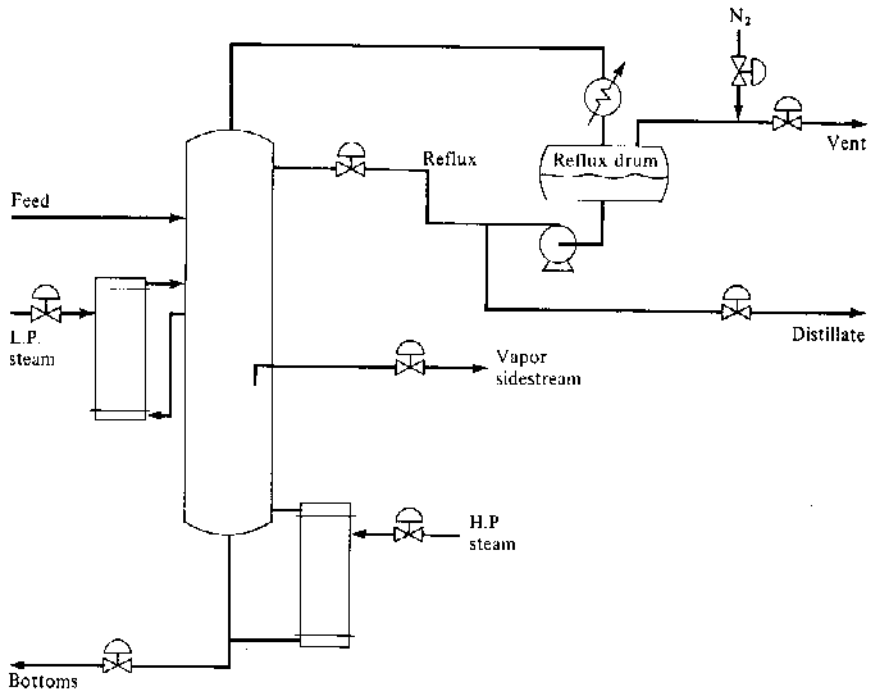 N₂
Vent
Reflux drum
Reflux
Feed
L.P.
steam
Distillate
Vapor
sidestream
H.P
steam
Bottoms